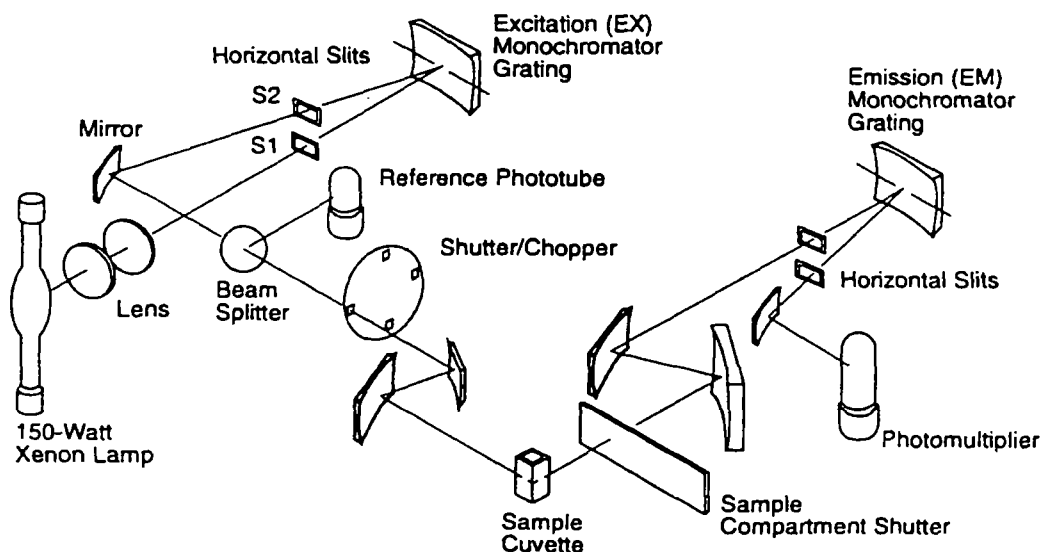 Excitation (EX)
Monochromator
Grating
Horizontal Slits
S2
S1
Mirror
Emission (EM)
Monochromator
Grating
Reference Phototube
Shutter/Chopper
Lens
Beam
Splitter
Horizontal Slits
150-Watt
Xenon Lamp
Photomultiplier
Sample
Cuvette
Sample
Compartment Shutter